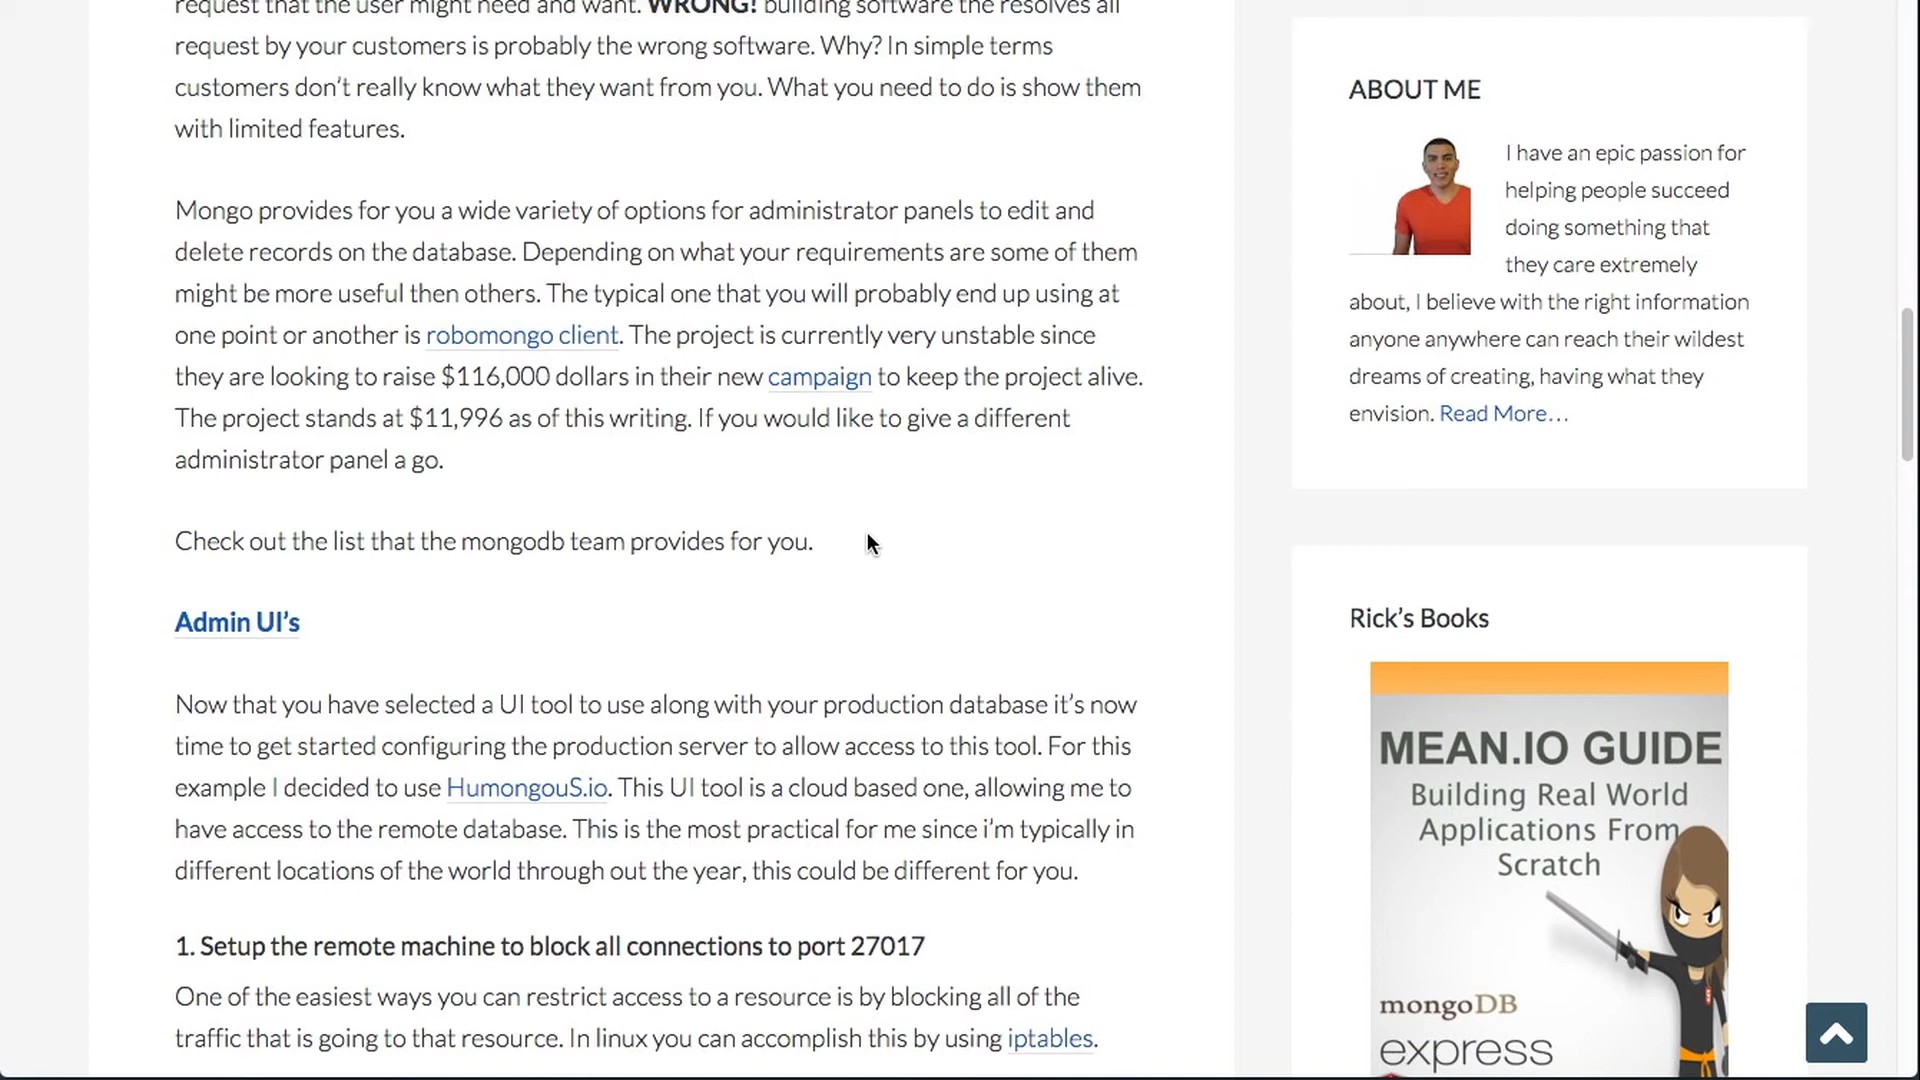 request that the user might need and want. WRONG! building software the resolves all
request by your customers is probably the wrong software. Why? In simple terms
customers don’t really know what they want from you. What you need to do is show them
with limited features.
Mongo provides for you a wide variety of options for administrator panels to edit and
delete records on the database. Depending on what your requirements are some of them
might be more useful then others. The typical one that you will probably end up using at
one point or another is robomongo client. The project is currently very unstable since
they are looking to raise $116,000 dollars in their new campaign to keep the project alive.
The project stands at $11,996 as of this writing. If you would like to give a different
administrator panel a go.
Check out the list that the mongodb team provides for you.
Admin UI’s
Now that you have selected a UI tool to use along with your production database it’s now
time to get started configuring the production server to allow access to this tool. For this
example I decided to use HumongouS.io. This UI tool is a cloud based one, allowing me to
have access to the remote database. This is the most practical for me since i’m typically in
different locations of the world through out the year, this could be different for you.
1. Setup the remote machine to block all connections to port 27017
One of the easiest ways you can restrict access to a resource is by blocking all of the
traffic that is going to that resource. In linux you can accomplish this by using iptables.
ABOUT ME
I have an epic passion for
helping people succeed
doing something that
they care extremely
about, I believe with the right information
anyone anywhere can reach their wildest
dreams of creating, having what they
envision. Read More…
Rick’s Books
MEAN.IO GUIDE
Building Real World
Applications From
Scratch
mongoDB
express